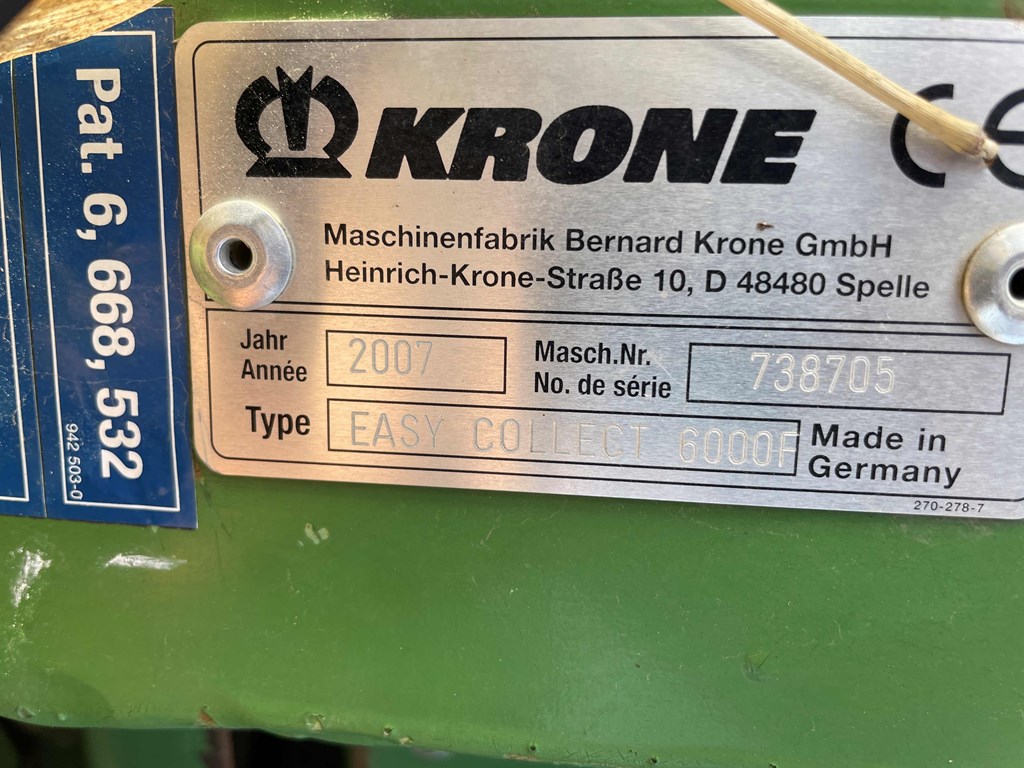 Pat. 6,668,532
942 503-0
KRONE
CE
Maschinenfabrik Bernard Krone GmbH
Heinrich-Krone-Straße 10, D 48480 Spelle
Jahr
Année
2007
Masch.Nr.
No. de série
738705
Type
EASY COLLECT 6000F
Made in
Germany
270-278-7